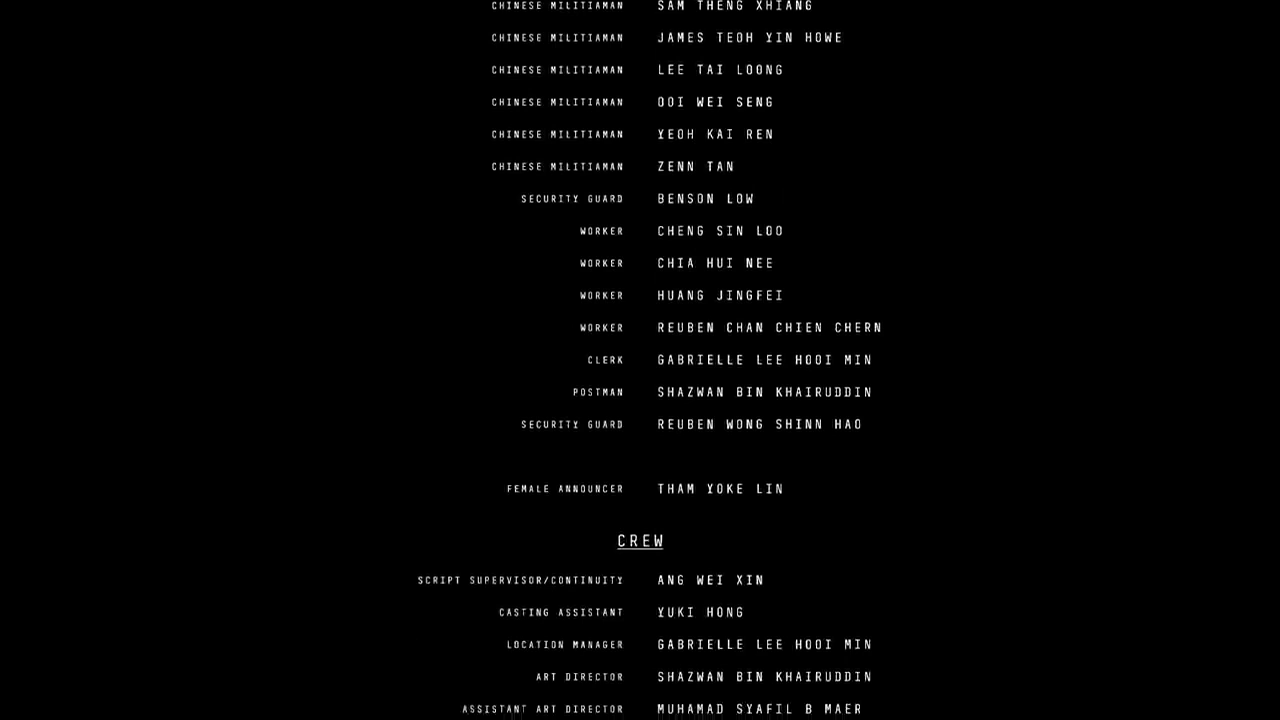 CHINESE MILITIAMAN SAM THENG XHIANG
CHINESE MILITIAMAN JAMES TEOH YIN HOWE
CHINESE MILITIAMAN LEE TAI LOONG
CHINESE MILITIAMAN OOI WEI SENG
CHINESE MILITIAMAN YEOH KAI REN
CHINESE MILITIAMAN ZENN TAN
SECURITY GUARD BENSON LOW
WORKER CHENG SIN LOO
WORKER CHIA HUI NEE
WORKER HUANG JINGFEI
WORKER REUBEN CHAN CHIEN CHERN
CLERK GABRIELLE LEE HOOI MIN
POSTMAN SHAZWAN BIN KHAIRUDDIN
SECURITY GUARD REUBEN WONG SHINN HAO
FEMALE ANNOUNCER THAM YOKE LIN
CREW
SCRIPT SUPERVISOR/CONTINUITY ANG WEI XIN
CASTING ASSISTANT YUKI HONG
LOCATION MANAGER GABRIELLE LEE HOOI MIN
ART DIRECTOR SHAZWAN BIN KHAIRUDDIN
ASSISTANT ART DIRECTOR MUHAMAD SYAFIL B MAER